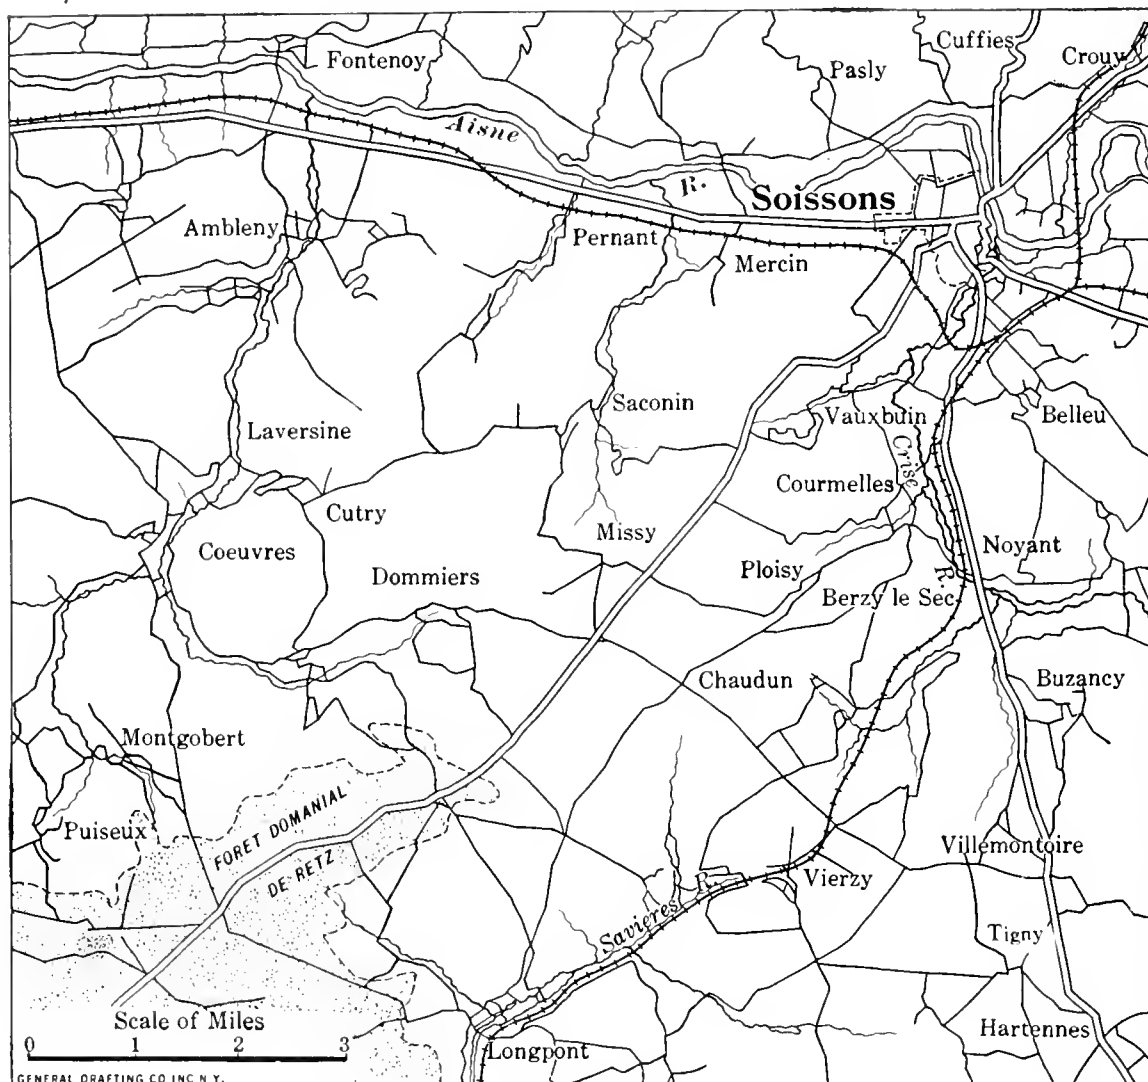 Cuffies
Fontenoy
Pasly
Crouy
Aisne
R.
Soissons
Ambleny
Pernant
Mercin
Saconin
Vauxbuin
Belleu
Laversine
Crise
Courmelles
Cutry
Missy
Coeuvres
Noyant
Dommiers
Ploisy
R.
Berzy le Sec
Chaudun
Buzancy
Montgobert
Puiseux
FORET DOMANIAL
DE RETZ
Villemontoire
Vierzy
Savieres R.
Tigny
Scale of Miles
Hartennes
0 1 2 3
Longpont
GENERAL DRAFTING CO INC N.Y.